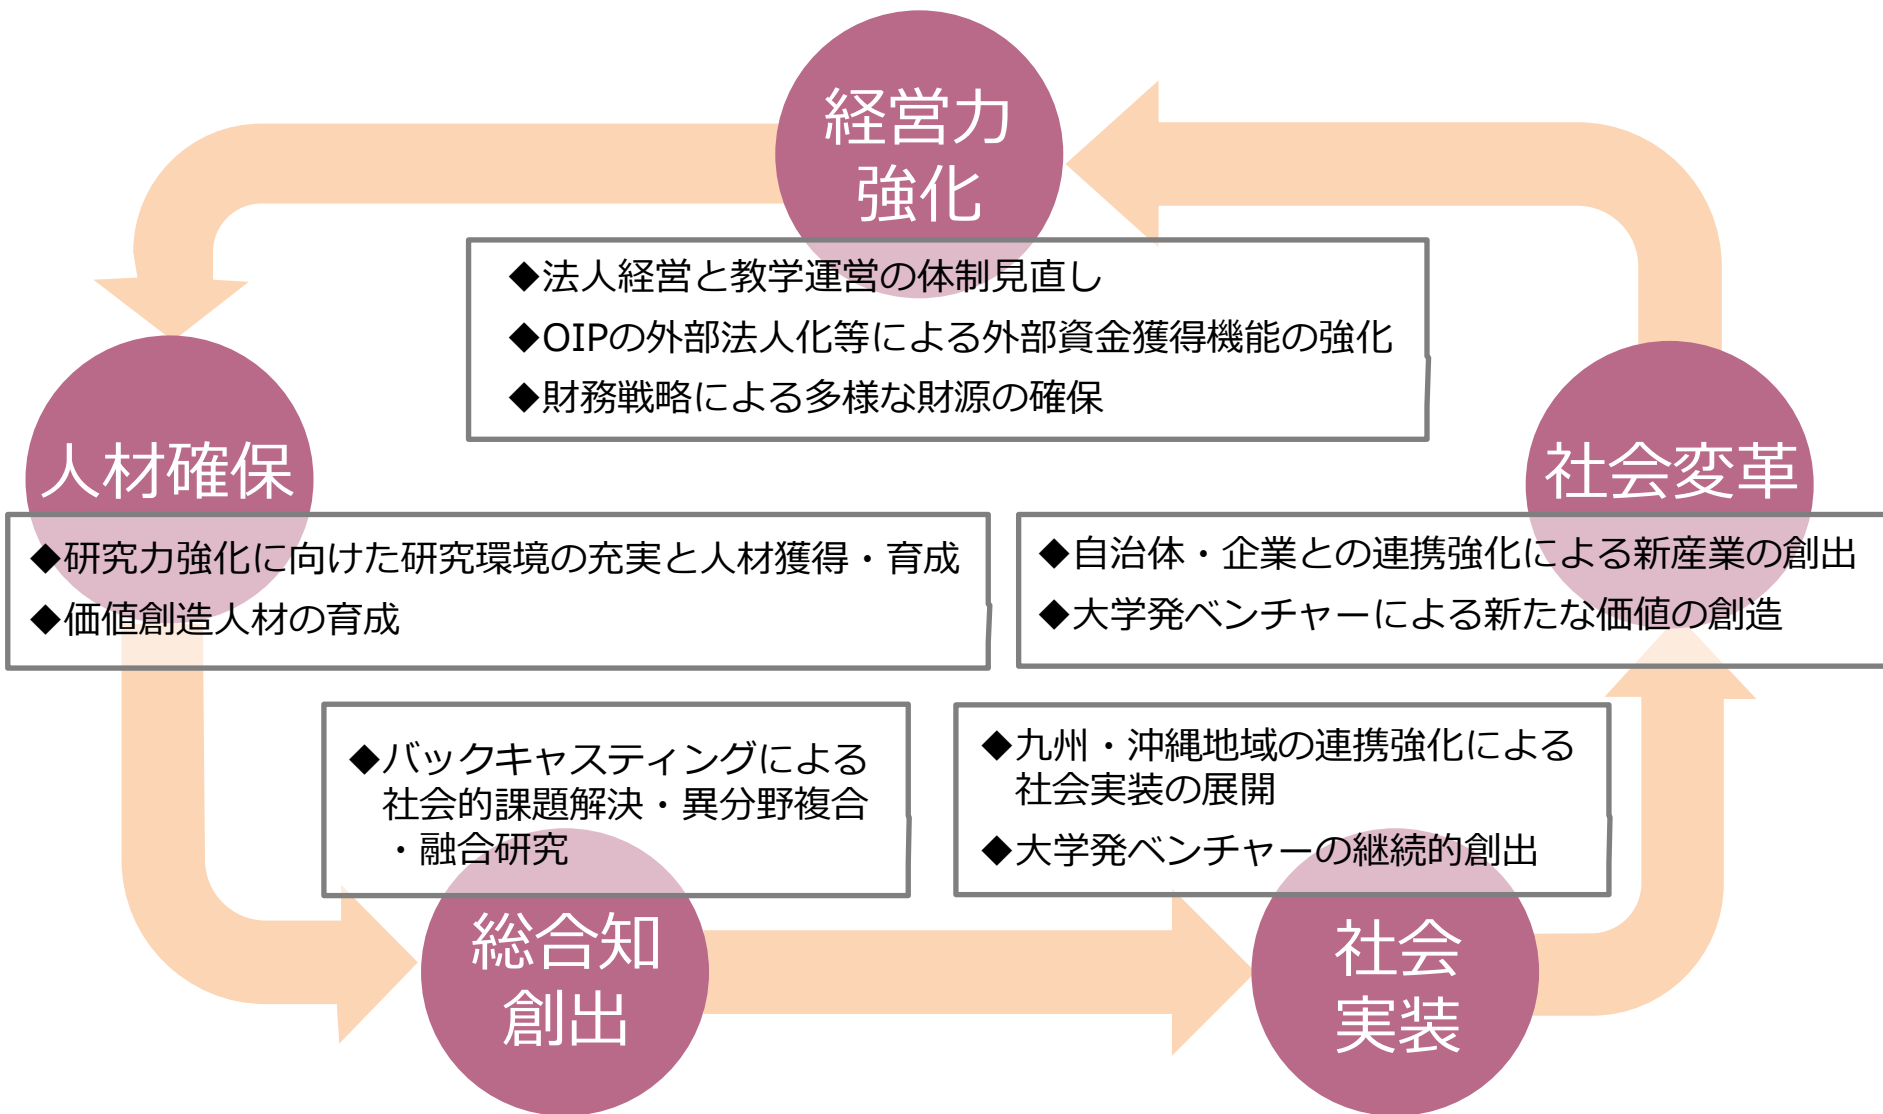 経営力
強化
◆法人経営と教学運営の体制見直し
◆OIPの外部法人化等による外部資金獲得機能の強化
◆財務戦略による多様な財源の確保
人材確保
◆研究力強化に向けた研究環境の充実と人材獲得・育成
◆価値創造人材の育成
社会変革
◆自治体・企業との連携強化による新産業の創出
◆大学発ベンチャーによる新たな価値の創造
◆バックキャスティングによる
社会的課題解決・異分野複合
・融合研究
総合知
創出
◆九州・沖縄地域の連携強化による
社会実装の展開
◆大学発ベンチャーの継続的創出
社会
実装